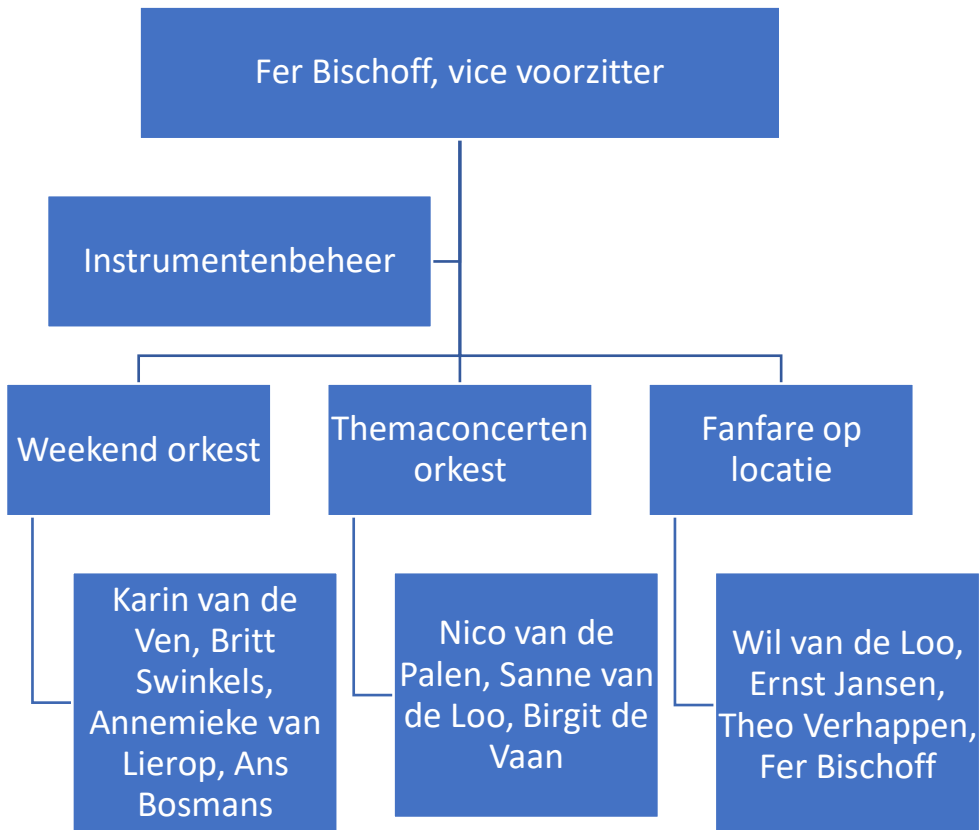 Fer Bischoff, vice voorzitter
Instrumentenbeheer
Weekend orkest
Themaconcerten
orkest
Fanfare op
locatie
Karin van de
Ven, Britt
Swinkels,
Annemieke van
Lierop, Ans
Bosmans
Nico van de
Palen, Sanne van
de Loo, Birgit de
Vaan
Wil van de Loo,
Ernst Jansen,
Theo Verhappen,
Fer Bischoff